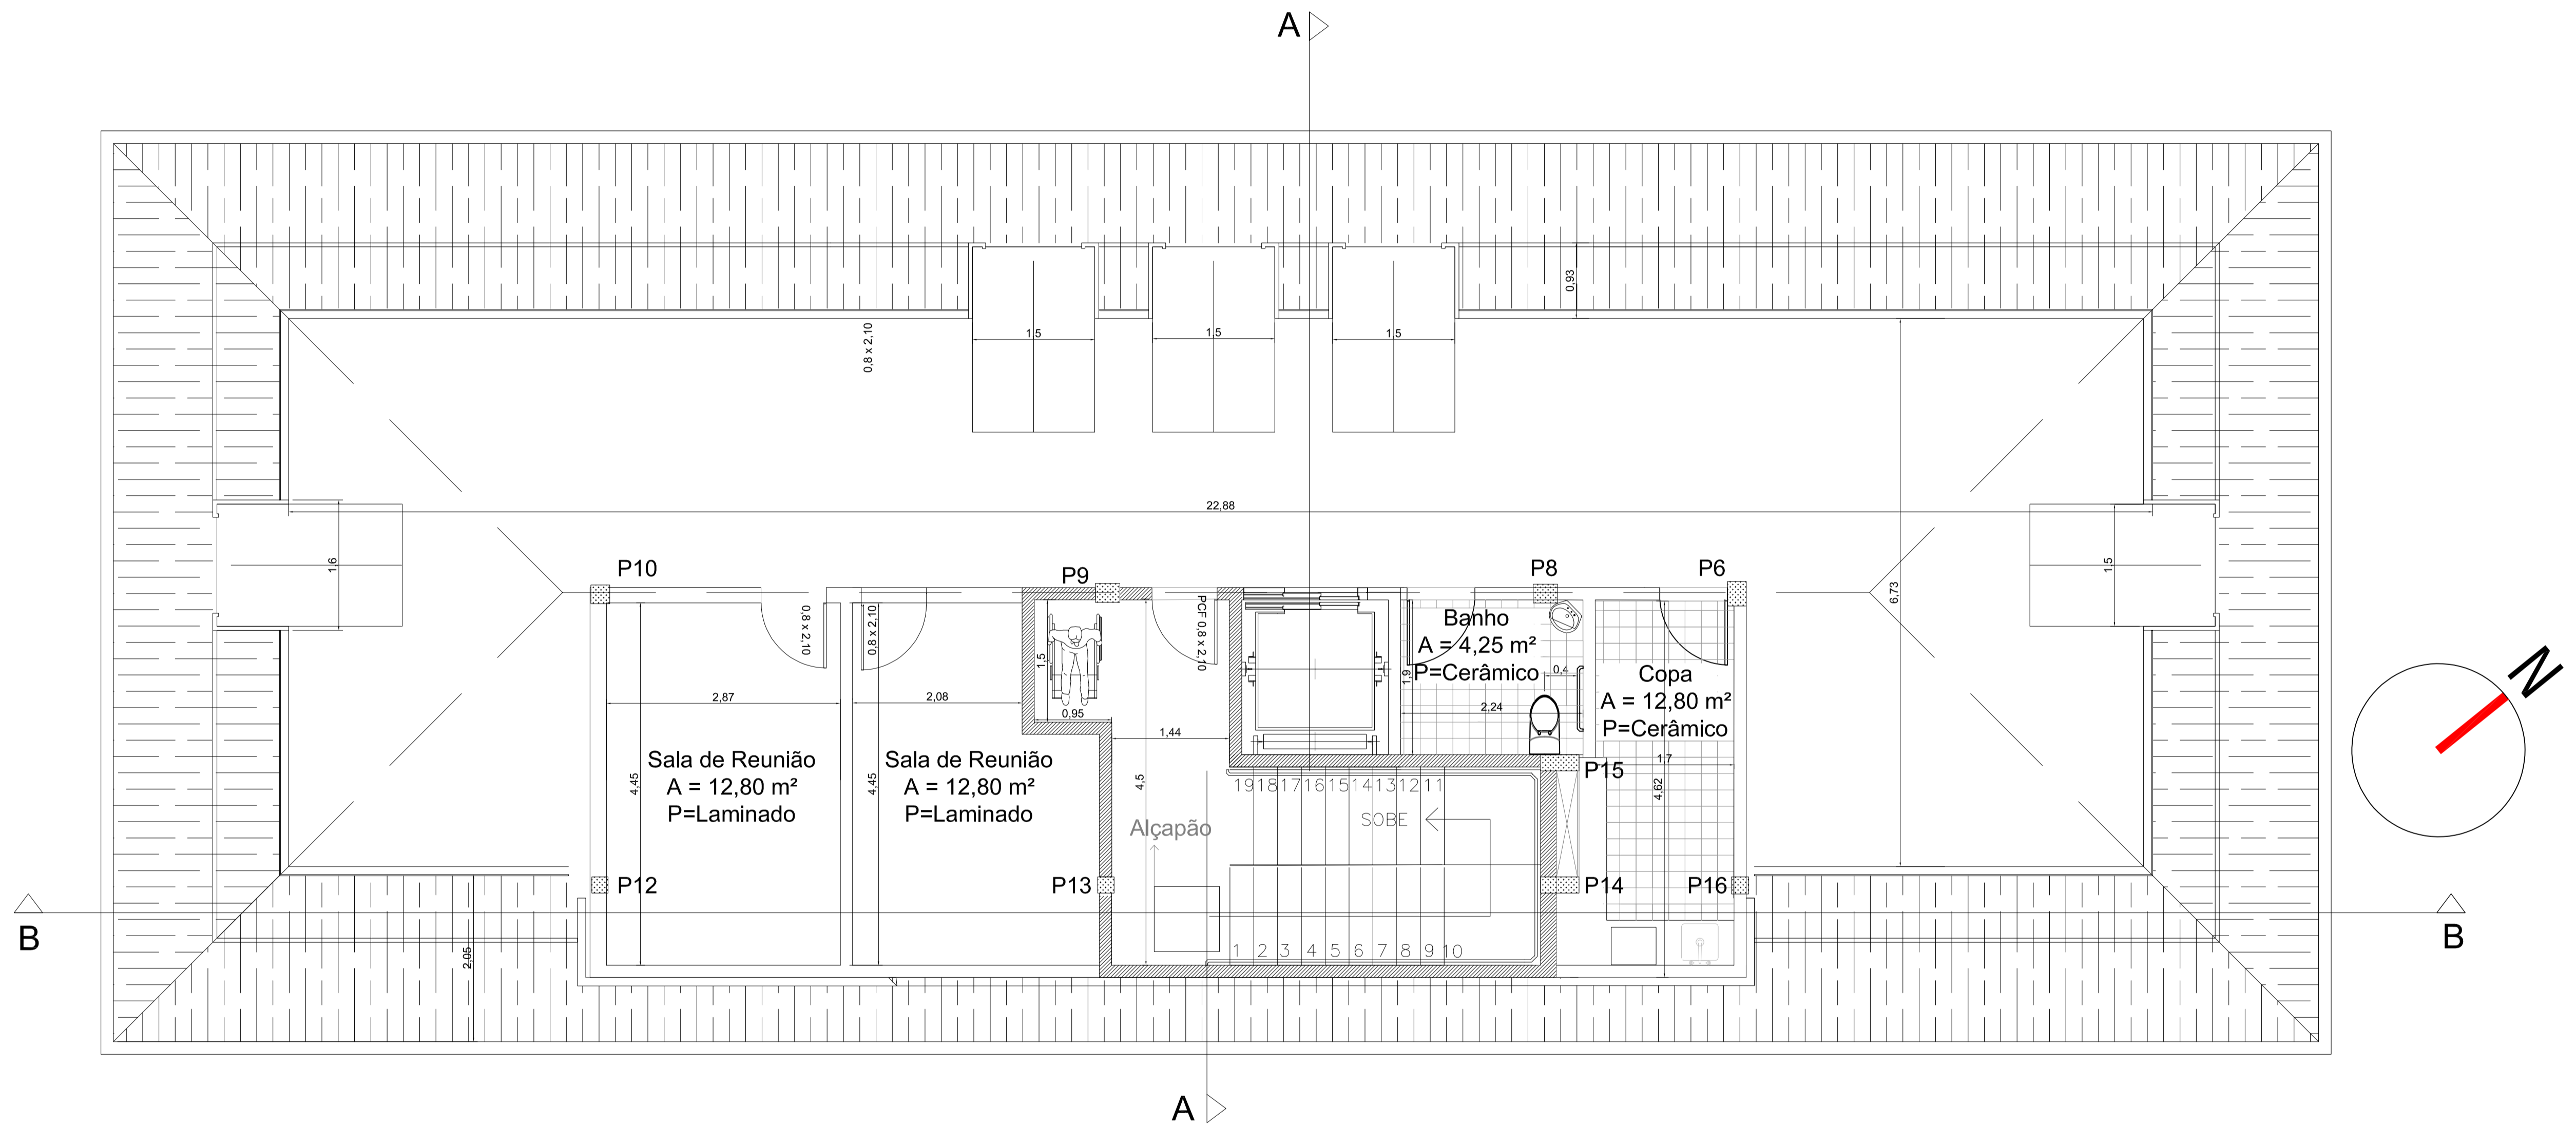 A
0,93
0,8 x 2,10
1,5
1,5
1,5
22,88
1,6
1,5
6,73
P10
P9
P8
P6
0,8 x 2,10
0,8 x 2,10
PCF 0,8 x 2,10
1,5
0,95
Banho
A = 4,25 m²
P=Cerâmico
1,9
0,4
2,24
Copa
A = 12,80 m²
P=Cerâmico
1,7
4,62
2,87
2,08
1,44
Sala de Reunião
A = 12,80 m²
P=Laminado
Sala de Reunião
A = 12,80 m²
P=Laminado
4,45
4,45
4,5
P15
19 18 17 16 15 14 13 12 11
SOBE
Alçapão
P12
P13
P14
P16
1 2 3 4 5 6 7 8 9 10
N
B
B
2,05
A